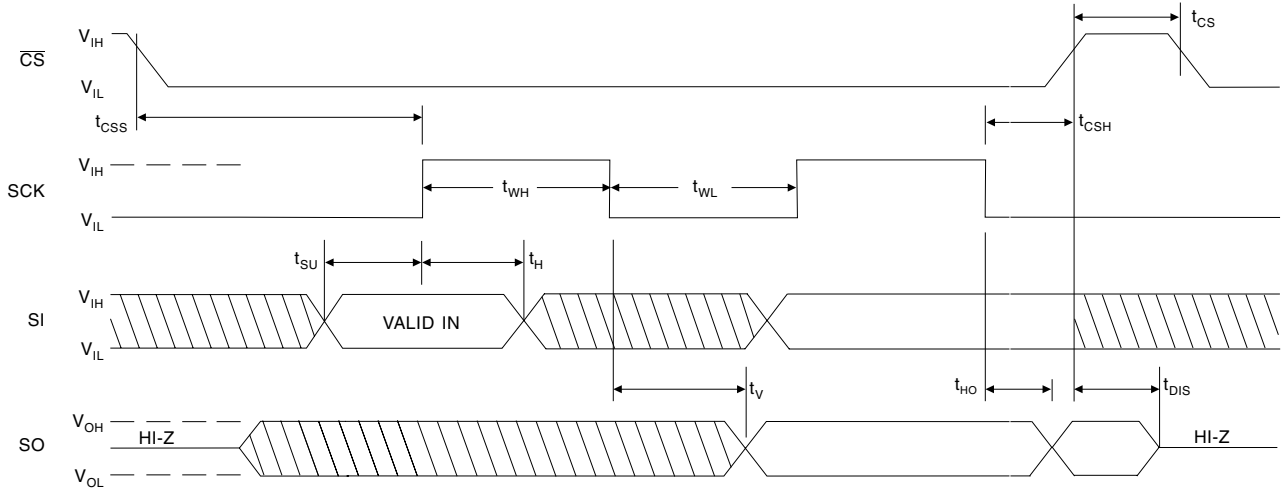 t_CS
V_IH
C̅S̅
V_IL
t_CSS
t_CSH
V_IH
SCK
t_WH
t_WL
V_IL
t_SU
t_H
V_IH
SI
VALID IN
V_IL
t_V
t_HO
t_DIS
V_OH
SO
HI-Z
HI-Z
V_OL